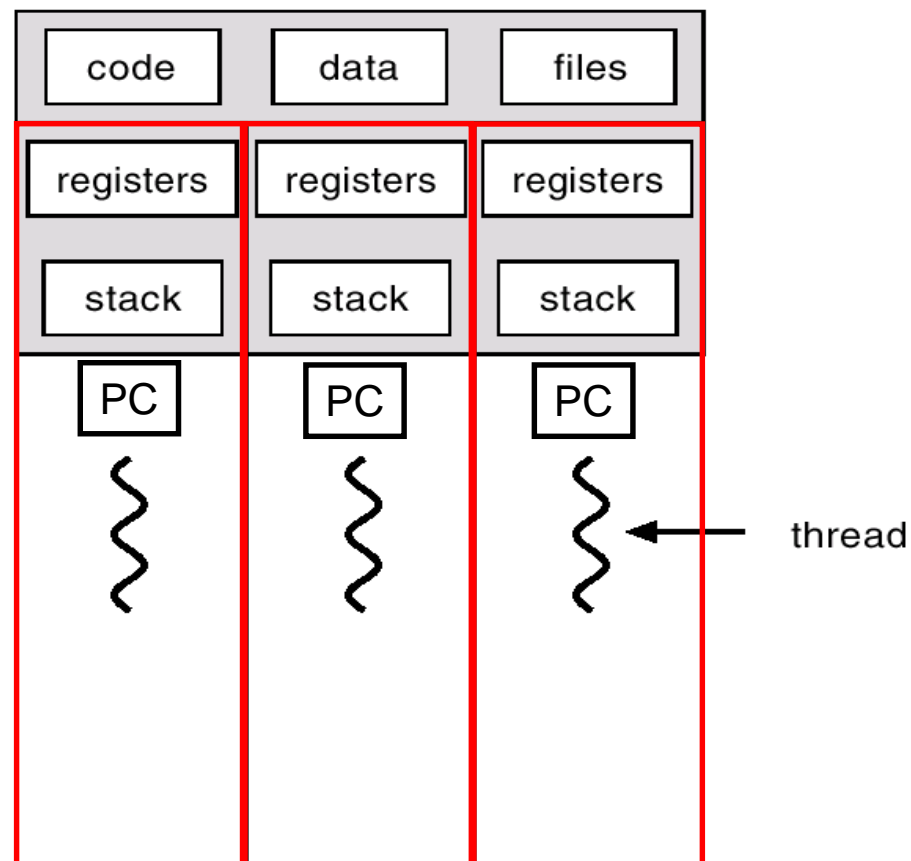 code data files
registers registers registers
stack stack stack
PC PC PC
thread